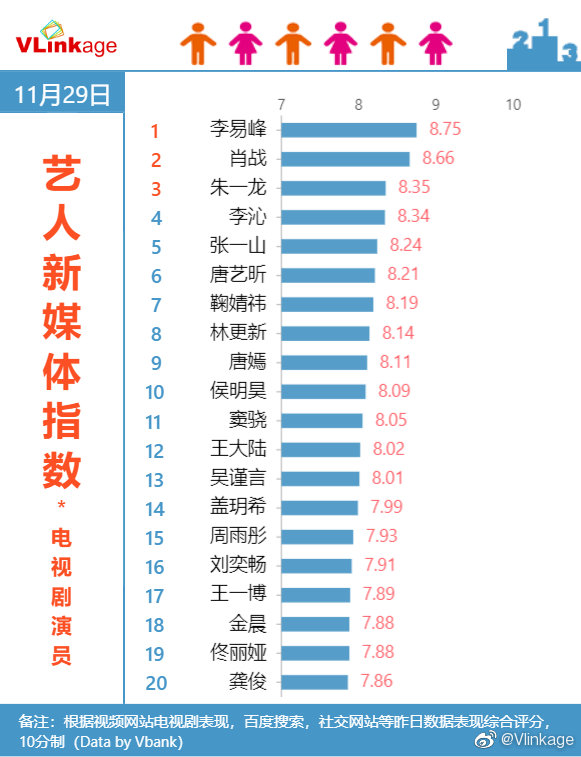 VLinkage
1
2
3
11月29日
艺人新媒体指数
*
电视剧演员
7 8 9 10
1 李易峰 8.75
2 肖战 8.66
3 朱一龙 8.35
4 李沁 8.34
5 张一山 8.24
6 唐艺昕 8.21
7 鞠婧祎 8.19
8 林更新 8.14
9 唐嫣 8.11
10 侯明昊 8.09
11 窦骁 8.05
12 王大陆 8.02
13 吴谨言 8.01
14 盖玥希 7.99
15 周雨彤 7.93
16 刘奕畅 7.91
17 王一博 7.89
18 金晨 7.88
19 佟丽娅 7.88
20 龚俊 7.86
备注：根据视频网站电视剧表现，百度搜索，社交网站等昨日数据表现综合评分，
10分制（Data by Vbank）
@Vlinkage